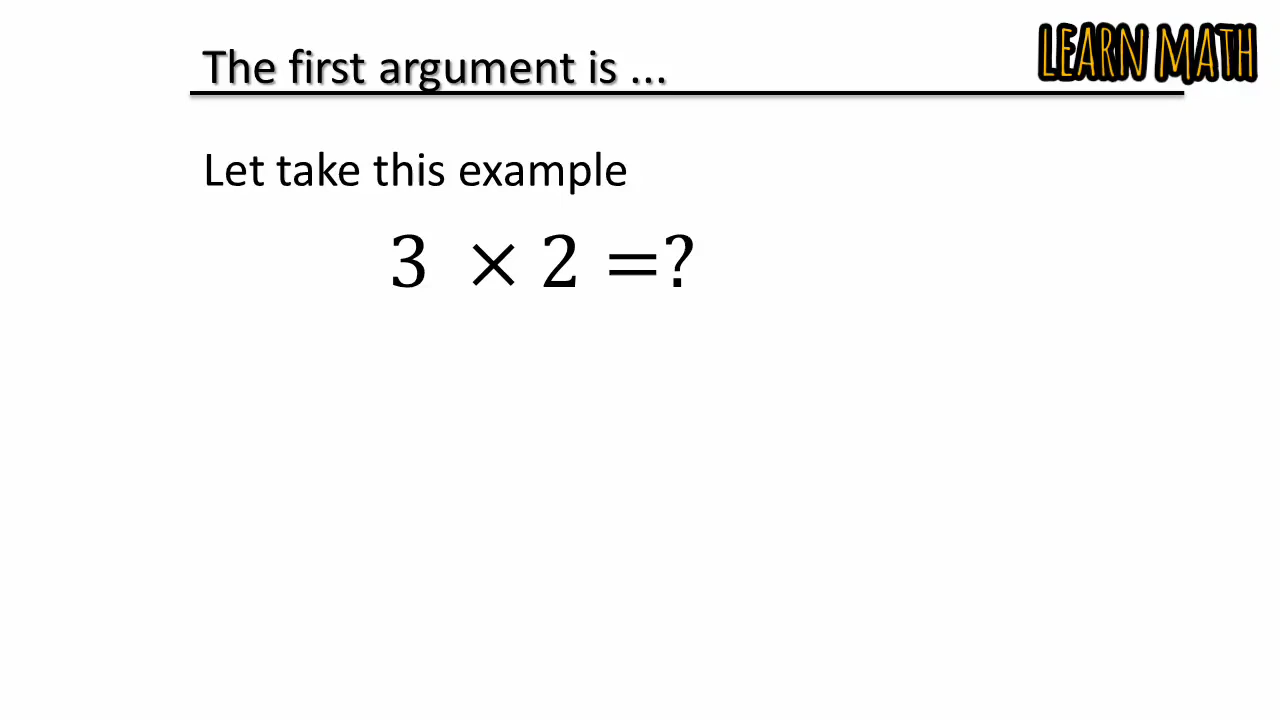 The first argument is ...
LEARN MATH
Let take this example
3 × 2 =?